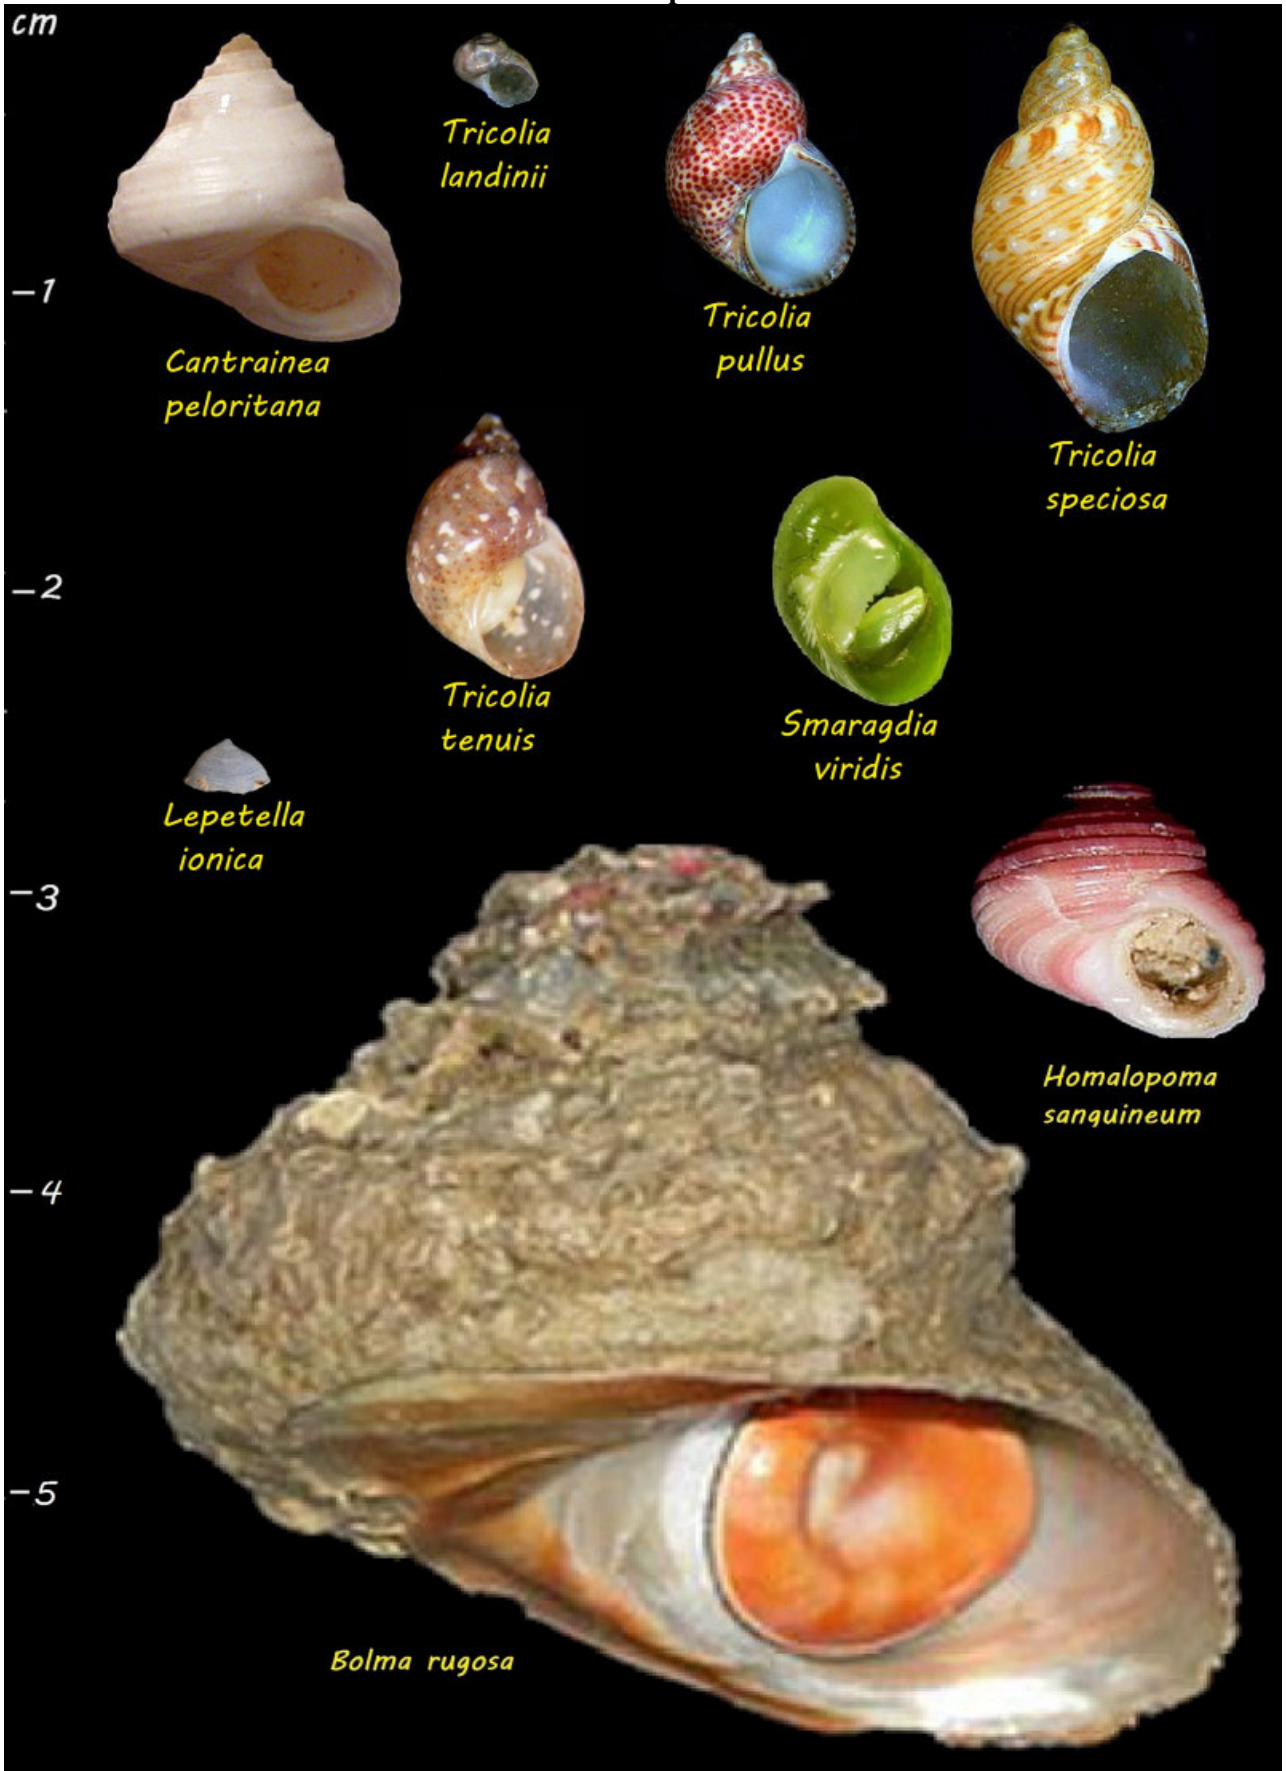 cm
Tricolia
landinii
–1
Tricolia
pullus
Cantrainea
peloritana
Tricolia
speciosa
–2
Tricolia
tenuis
Smaragdia
viridis
Lepetella
ionica
–3
Homalopoma
sanguineum
–4
–5
Bolma rugosa